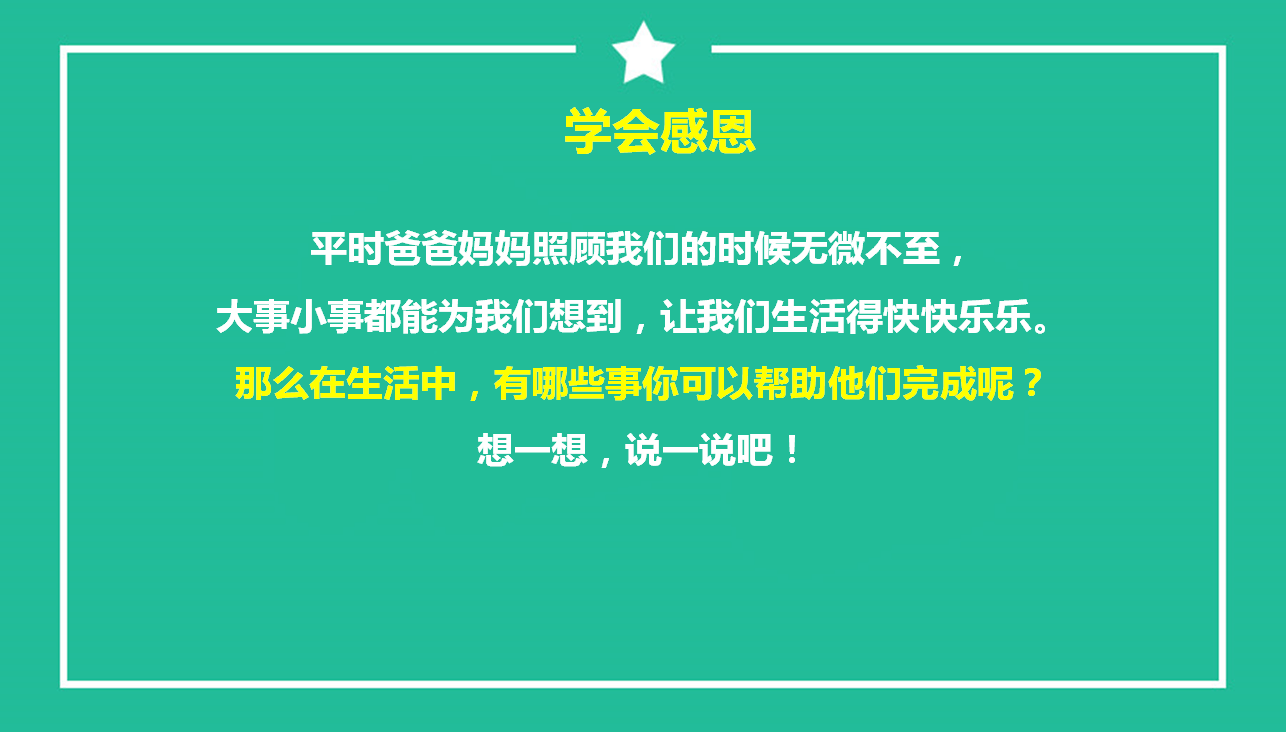 学会感恩
平时爸爸妈妈照顾我们的时候无微不至，
大事小事都能为我们想到，让我们生活得快快乐乐。
那么在生活中，有哪些事你可以帮助他们完成呢？
想一想，说一说吧！